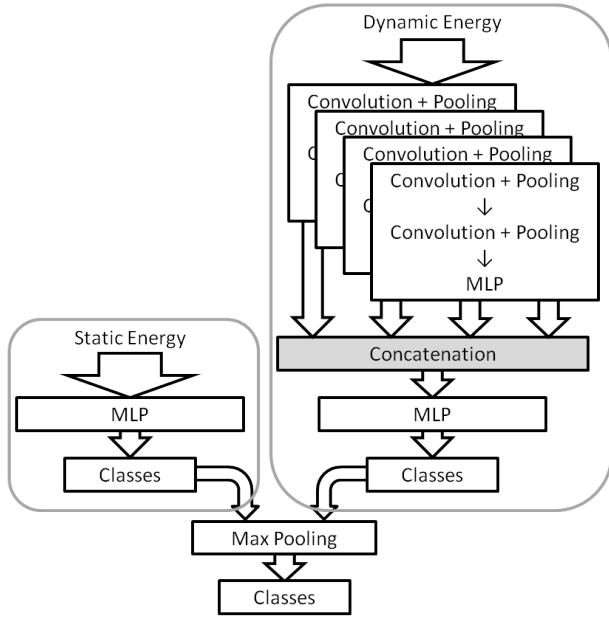 Dynamic Energy
Convolution + Pooling
Convolution + Pooling
Convolution + Pooling
Convolution + Pooling
↓
Convolution + Pooling
↓
MLP
Static Energy
Concatenation
MLP
MLP
Classes
Classes
Max Pooling
Classes